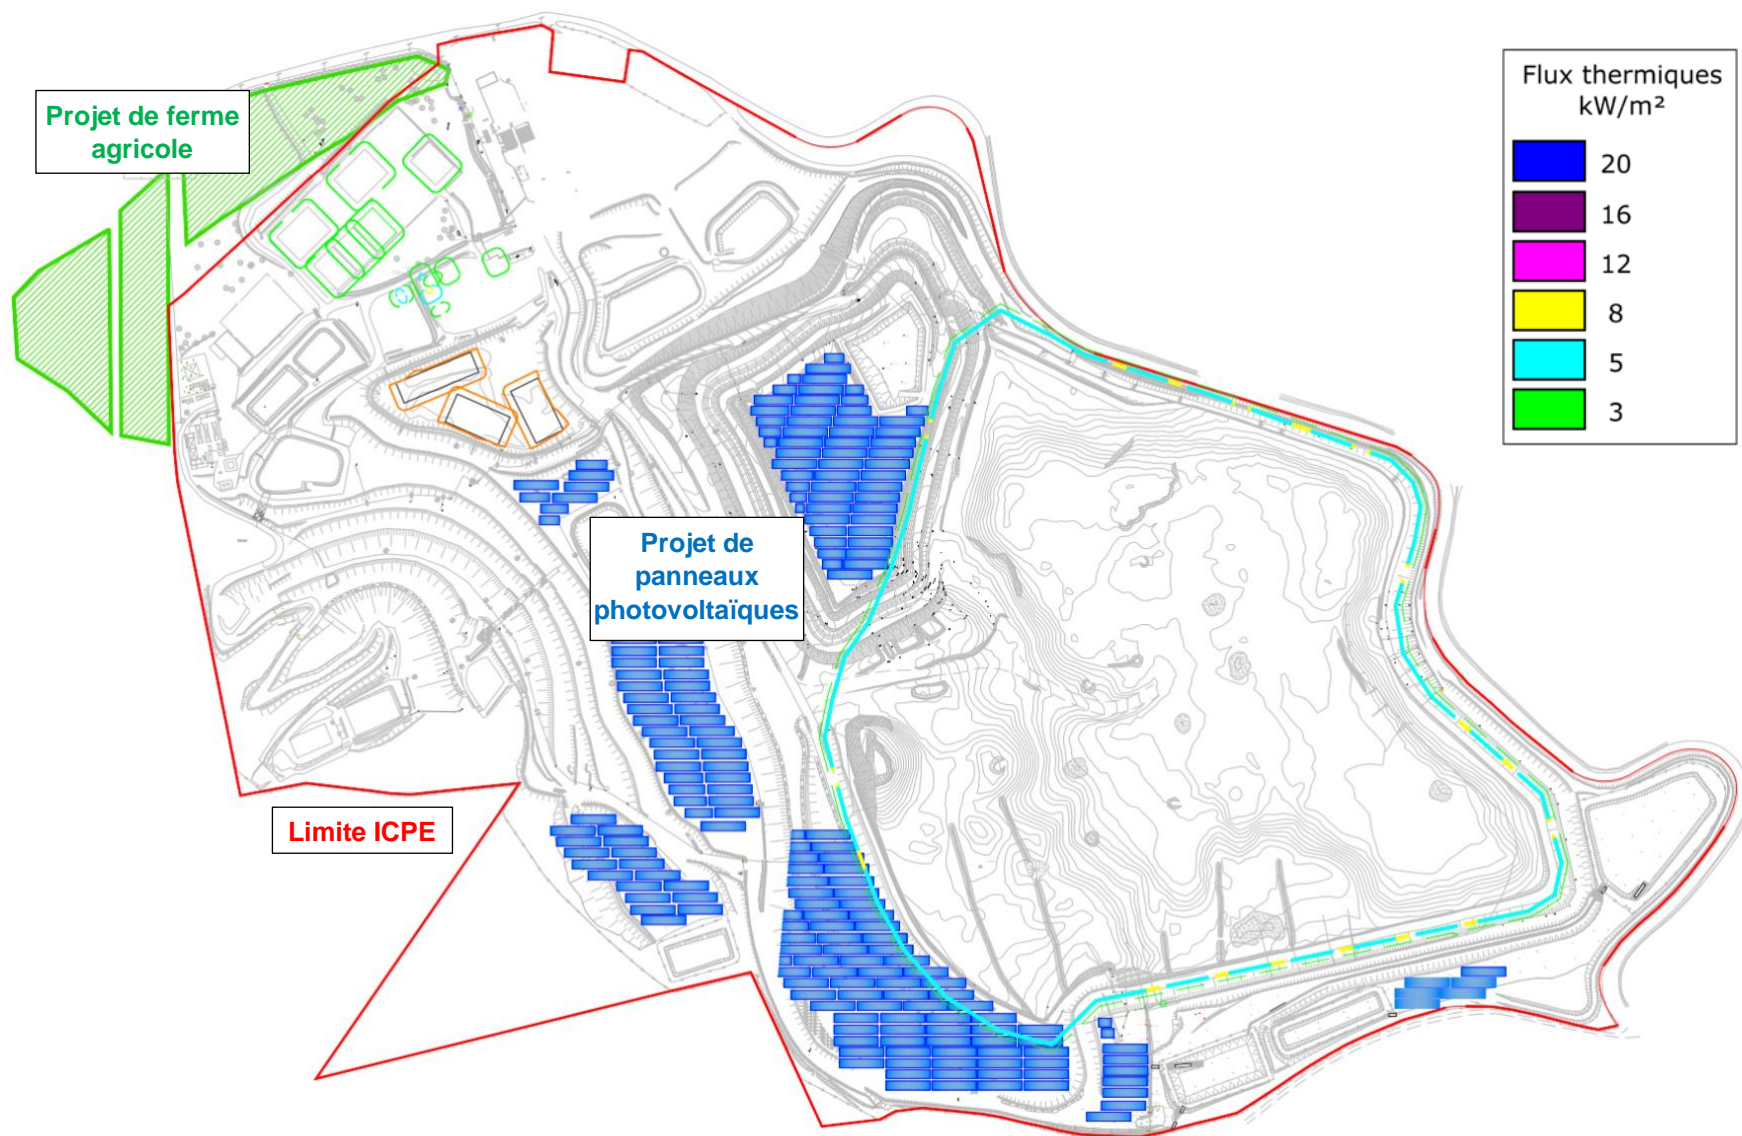 Projet de ferme
agricole
Projet de
panneaux
photovoltaïques
Limite ICPE
Flux thermiques
kW/m²
20
16
12
8
5
3